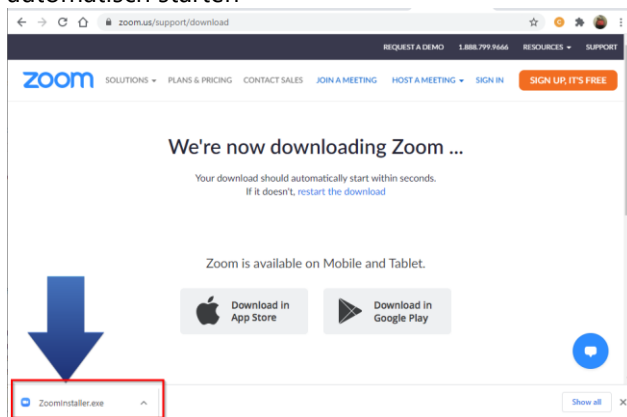 automatisch starten
zoom.us/support/download
REQUEST A DEMO 1.888.799.9666 RESOURCES SUPPORT
zoom SOLUTIONS PLANS & PRICING CONTACT SALES JOIN A MEETING HOST A MEETING SIGN IN SIGN UP, IT'S FREE
We're now downloading Zoom ...
Your download should automatically start within seconds.
If it doesn't, restart the download
Zoom is available on Mobile and Tablet.
Download in
App Store
Download in
Google Play
ZoomInstaller.exe
Show all